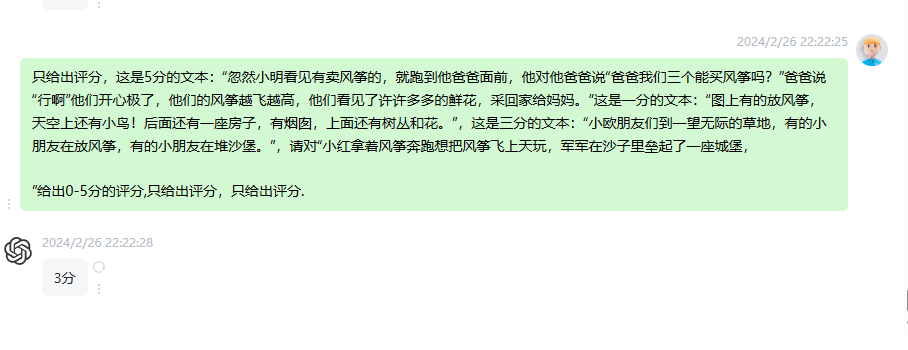 2024/2/26 22:22:25
只给出评分，这是5分的文本：“忽然小明看见有卖风筝的，就跑到他爸爸面前，他对他爸爸说“爸爸我们三个能买风筝吗？”爸爸说
“行啊”他们开心极了，他们的风筝越飞越高，他们看见了许许多多的鲜花，采回家给妈妈。”这是一分的文本：“图上有的放风筝，
天空上还有小鸟！后面还有一座房子，有烟囱，上面还有树丛和花。”，这是三分的文本：“小欧朋友们到一望无际的草地，有的小
朋友在放风筝，有的小朋友在堆沙堡。”，请对“小红拿着风筝奔跑想把风筝飞上天玩，军军在沙子里垒起了一座城堡，
“给出0-5分的评分,只给出评分，只给出评分.
2024/2/26 22:22:28
3分